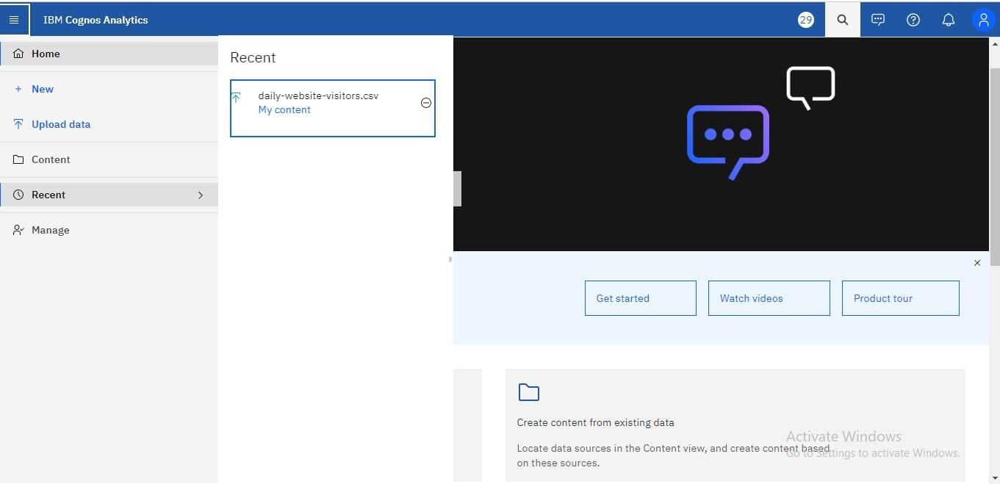 IBM Cognos Analytics
29
Home
New
Upload data
Content
Recent
Manage
Recent
daily-website-visitors.csv
My content
Get started
Watch videos
Product tour
Create content from existing data
Locate data sources in the Content view, and create content based
on these sources.
Activate Windows
Go to Settings to activate Windows.